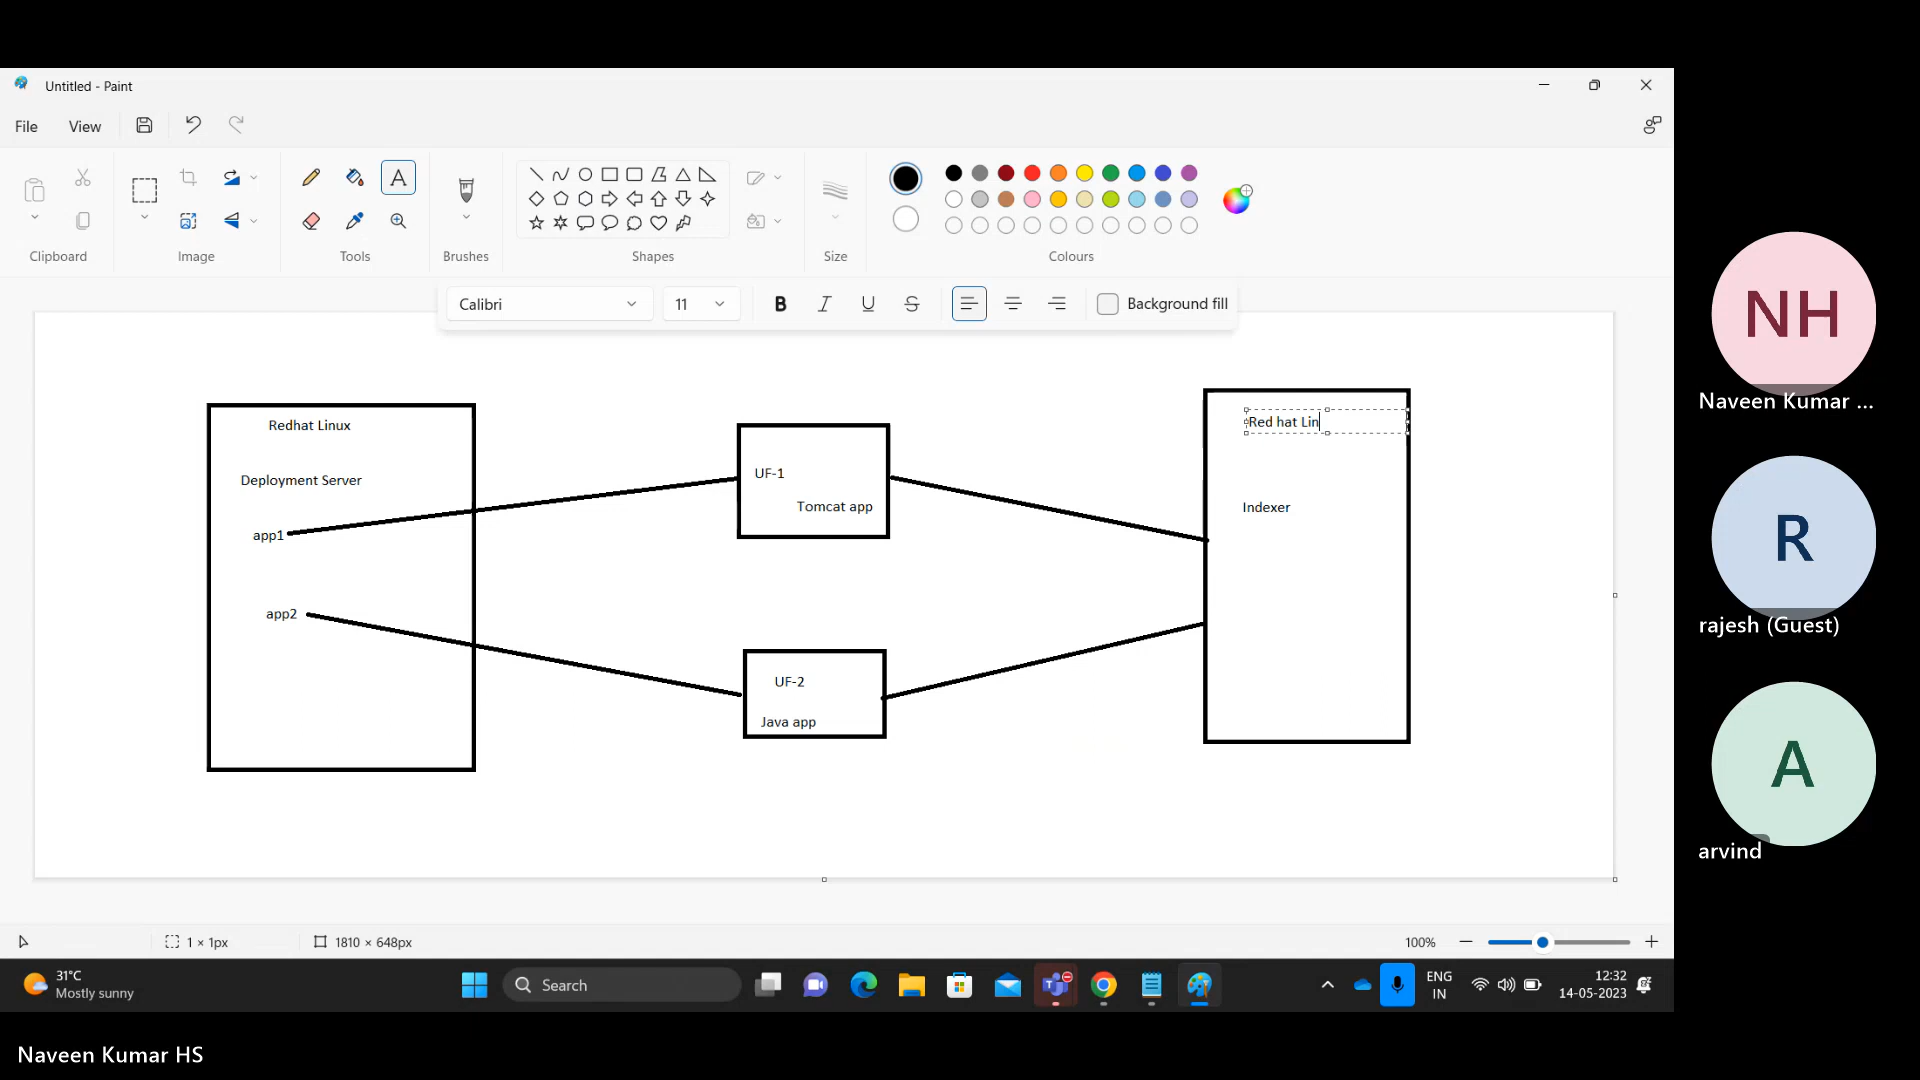 Untitled - Paint
File
View
Clipboard
Image
A
Tools
Brushes
Shapes
Size
Colours
Calibri
11
B
I
U
S
Background fill
Redhat Linux
Deployment Server
app1
app2
UF-1
Tomcat app
UF-2
Java app
Red hat Lin
Indexer
1 × 1px
1810 × 648px
100%
31°C
Mostly sunny
Search
ENG
IN
12:32
14-05-2023
NH
Naveen Kumar ...
R
rajesh (Guest)
A
arvind
Naveen Kumar HS